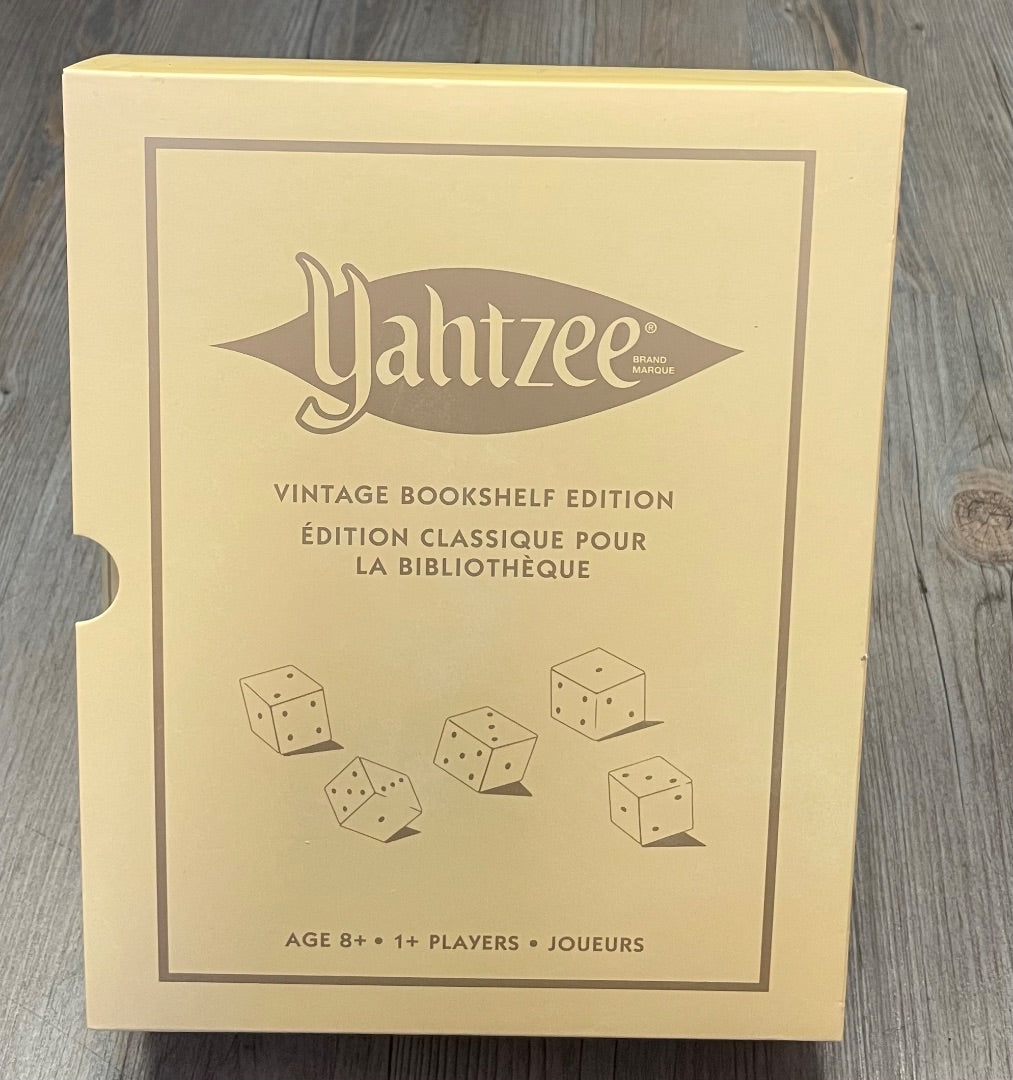 Yahtzee®
BRAND
MARQUE
VINTAGE BOOKSHELF EDITION
ÉDITION CLASSIQUE POUR
LA BIBLIOTHÈQUE
AGE 8+ • 1+ PLAYERS • JOUEURS